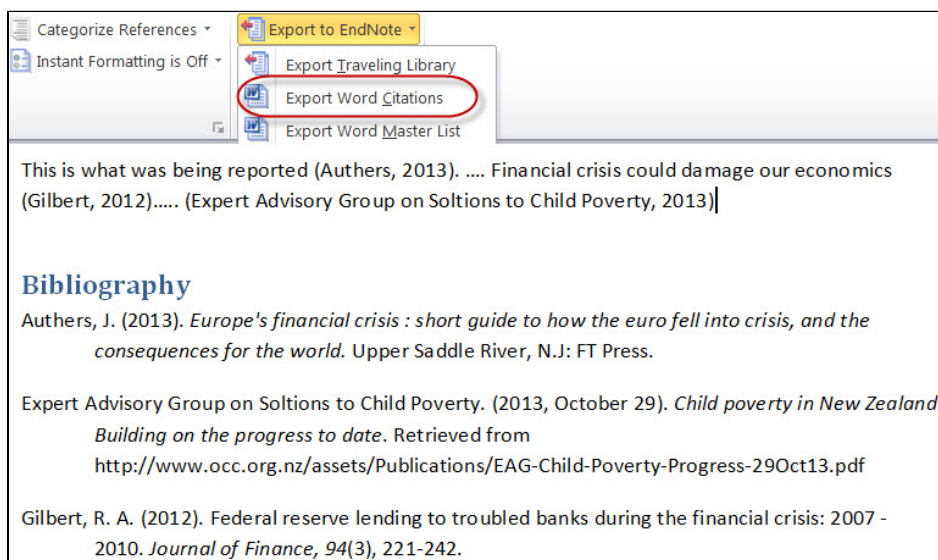 Categorize References
Export to EndNote
Instant Formatting is Off
Export Traveling Library
Export Word Citations
Export Word Master List
This is what was being reported (Authers, 2013). .... Financial crisis could damage our economics
(Gilbert, 2012)..... (Expert Advisory Group on Soltions to Child Poverty, 2013)
Bibliography
Authers, J. (2013). Europe's financial crisis : short guide to how the euro fell into crisis, and the
consequences for the world. Upper Saddle River, N.J: FT Press.
Expert Advisory Group on Soltions to Child Poverty. (2013, October 29). Child poverty in New Zealand
Building on the progress to date. Retrieved from
http://www.occ.org.nz/assets/Publications/EAG-Child-Poverty-Progress-29Oct13.pdf
Gilbert, R. A. (2012). Federal reserve lending to troubled banks during the financial crisis: 2007 -
2010. Journal of Finance, 94(3), 221-242.